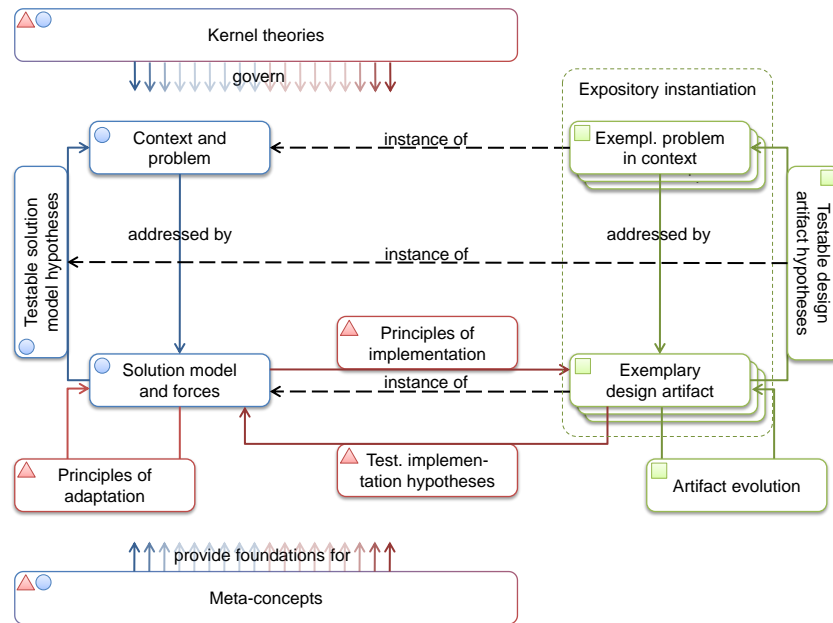 Kernel theories
govern
Expository instantiation
Context and
problem
instance of
Exempl. problem
in context
Testable solution
model hypotheses
addressed by
instance of
addressed by
Testable design
artifact hypotheses
Principles of
implementation
Solution model
and forces
instance of
Exemplary
design artifact
Principles of
adaptation
Test. implemen-
tation hypotheses
Artifact evolution
provide foundations for
Meta-concepts